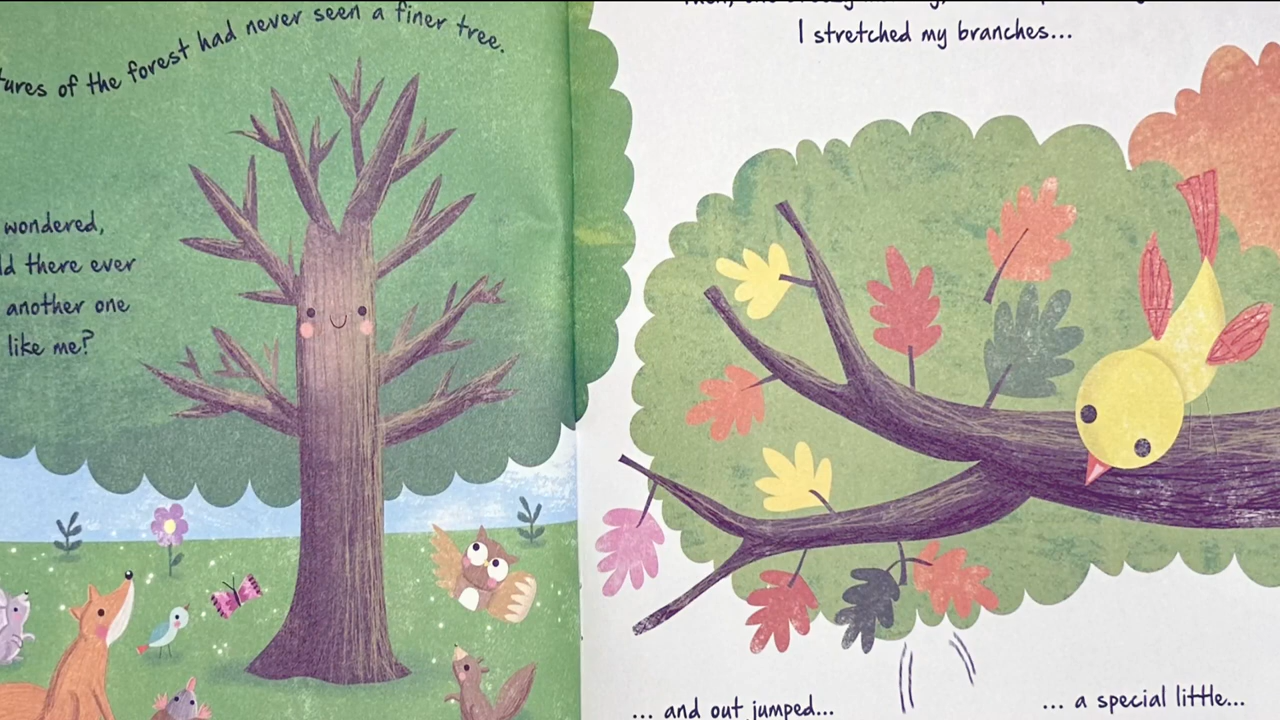 tures of the forest had never seen a finer tree.
wondered,
ld there ever
another one
like me?
I stretched my branches...
... and out jumped...
... a special little...